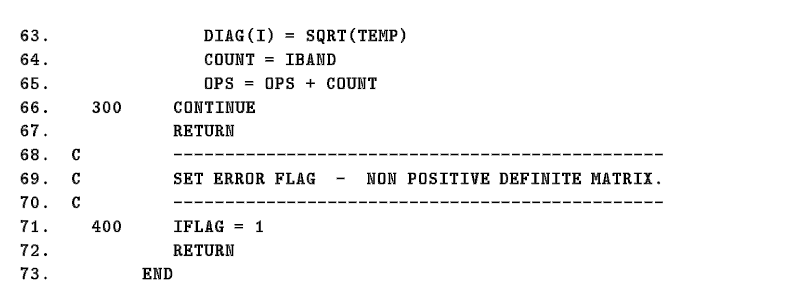 63.               DIAG(I) = SQRT(TEMP)
64.               COUNT = IBAND
65.               OPS = OPS + COUNT
66.    300     CONTINUE
67.            RETURN
68.  C         ------------------------------------------------
69.  C         SET ERROR FLAG  -  NON POSITIVE DEFINITE MATRIX.
70.  C         ------------------------------------------------
71.    400     IFLAG = 1
72.            RETURN
73.         END